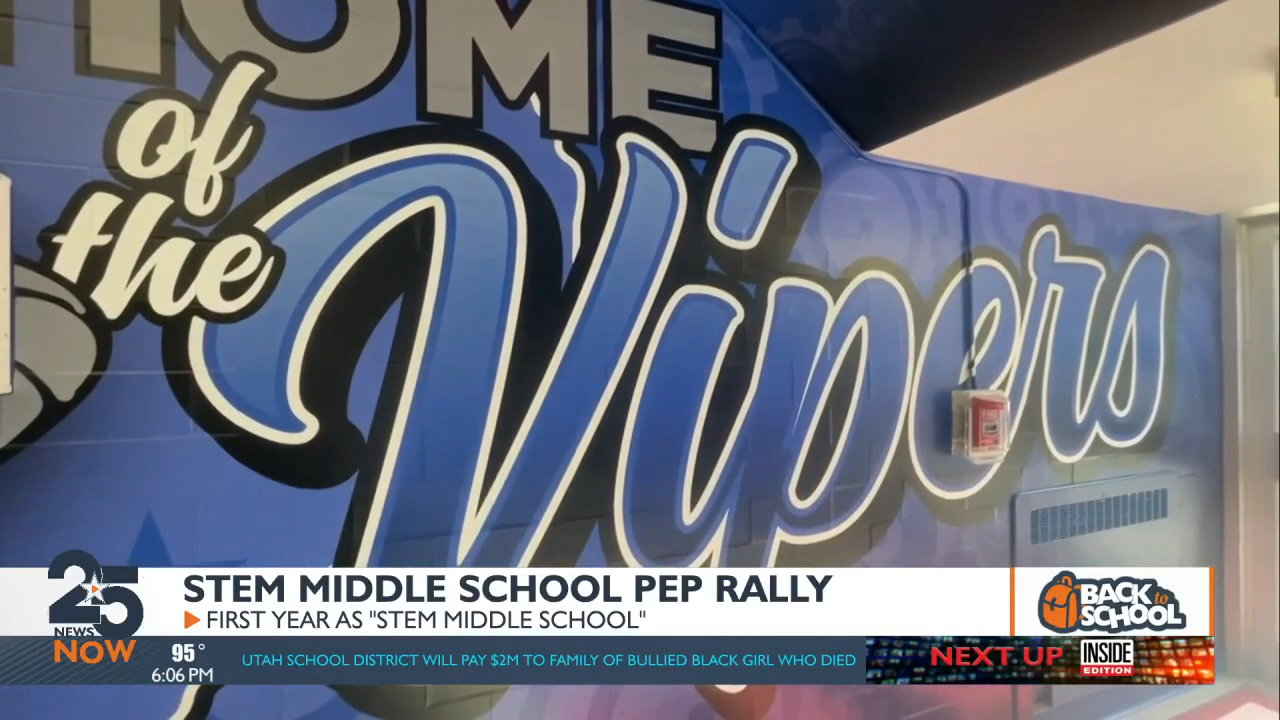 HOME
of
the
Vipers
FIRE
25
NEWS
NOW
STEM MIDDLE SCHOOL PEP RALLY
FIRST YEAR AS "STEM MIDDLE SCHOOL"
BACK to
SCHOOL
95°
6:06 PM
UTAH SCHOOL DISTRICT WILL PAY $2M TO FAMILY OF BULLIED BLACK GIRL WHO DIED
NEXT UP
INSIDE
EDITION